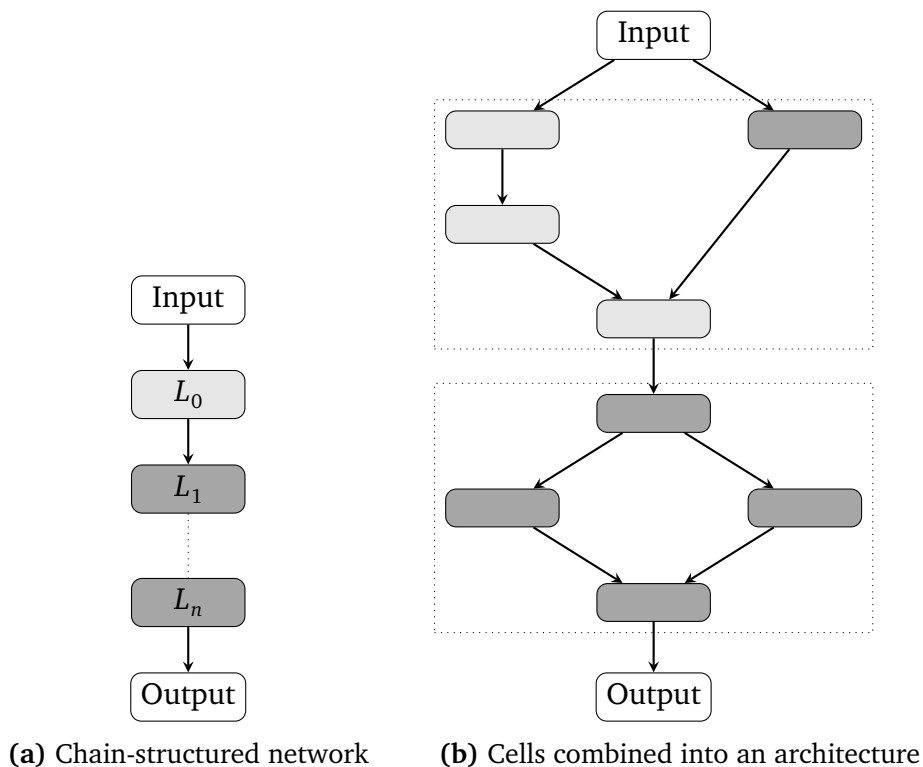 Input
L₀
L₁
Lₙ
Output
(a) Chain-structured network
Input
Output
(b) Cells combined into an architecture